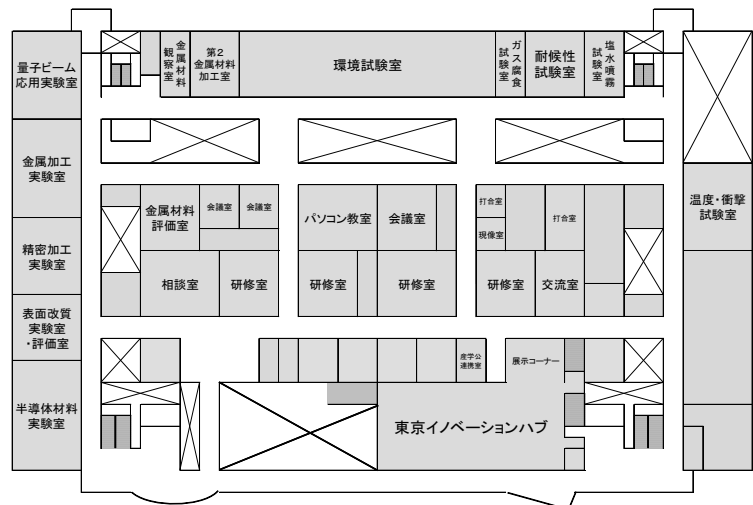 量子ビーム
応用実験室
金属材料
観察室
第2
金属材料
加工室
環境試験室
ガス腐食
試験室
耐候性
試験室
塩水噴霧
試験室
金属加工
実験室
温度・衝撃
試験室
精密加工
実験室
表面改質
実験室
・評価室
半導体材料
実験室
金属材料
評価室
会議室
会議室
相談室
研修室
パソコン教室
会議室
研修室
研修室
打合室
現像室
打合室
研修室
交流室
産学公
連携室
展示コーナー
東京イノベーションハブ